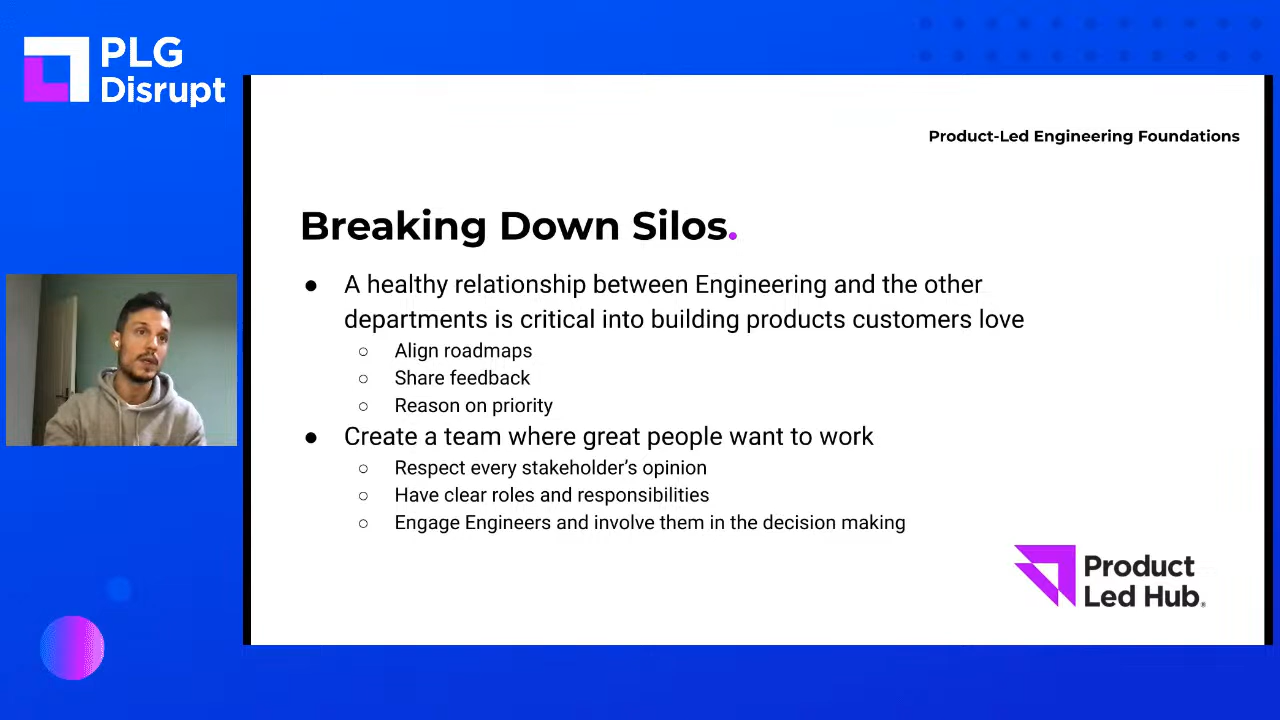 PLG
Disrupt
Product-Led Engineering Foundations
Breaking Down Silos.
● A healthy relationship between Engineering and the other
departments is critical into building products customers love
○ Align roadmaps
○ Share feedback
○ Reason on priority
● Create a team where great people want to work
○ Respect every stakeholder’s opinion
○ Have clear roles and responsibilities
○ Engage Engineers and involve them in the decision making
Product
Led Hub®